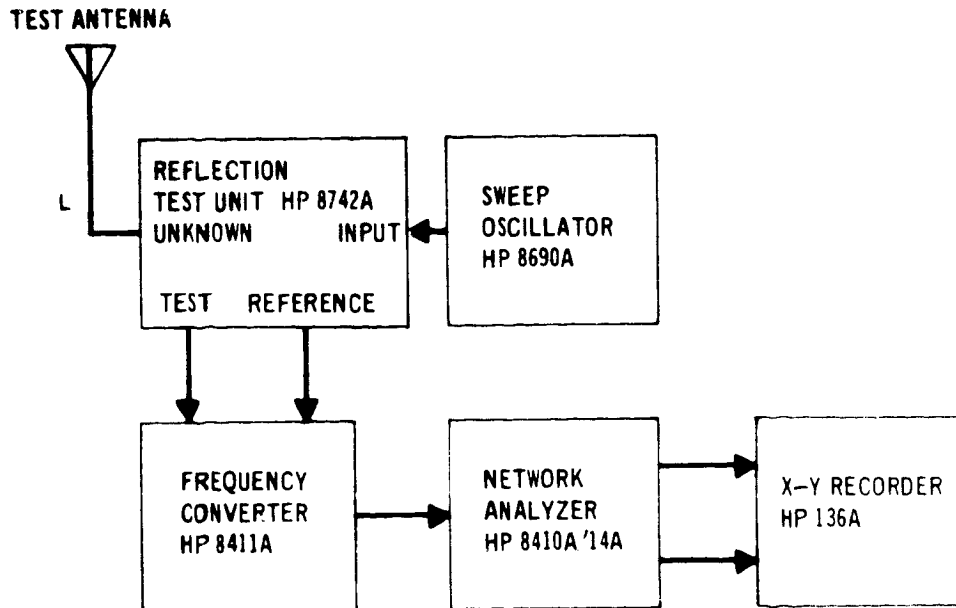 TEST ANTENNA
L
REFLECTION
TEST UNIT HP 8742A
UNKNOWN INPUT
TEST REFERENCE
SWEEP
OSCILLATOR
HP 8690A
FREQUENCY
CONVERTER
HP 8411A
NETWORK
ANALYZER
HP 8410A '14A
X-Y RECORDER
HP 136A